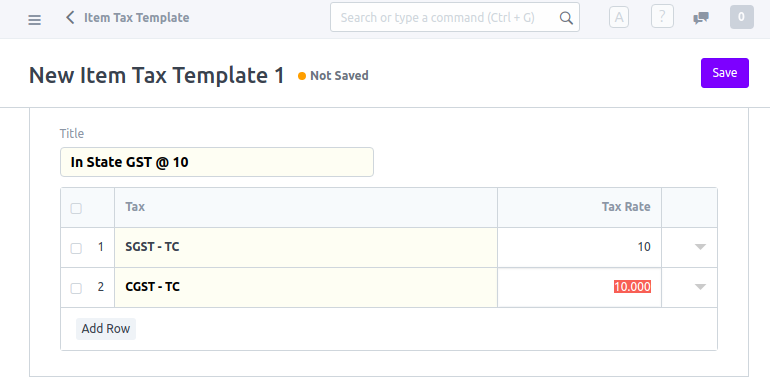 Item Tax Template
Search or type a command (Ctrl + G)
A
?
0
New Item Tax Template 1
Not Saved
Save
Title
In State GST @ 10
Tax
Tax Rate
1
SGST - TC
10
2
CGST - TC
10.000
Add Row